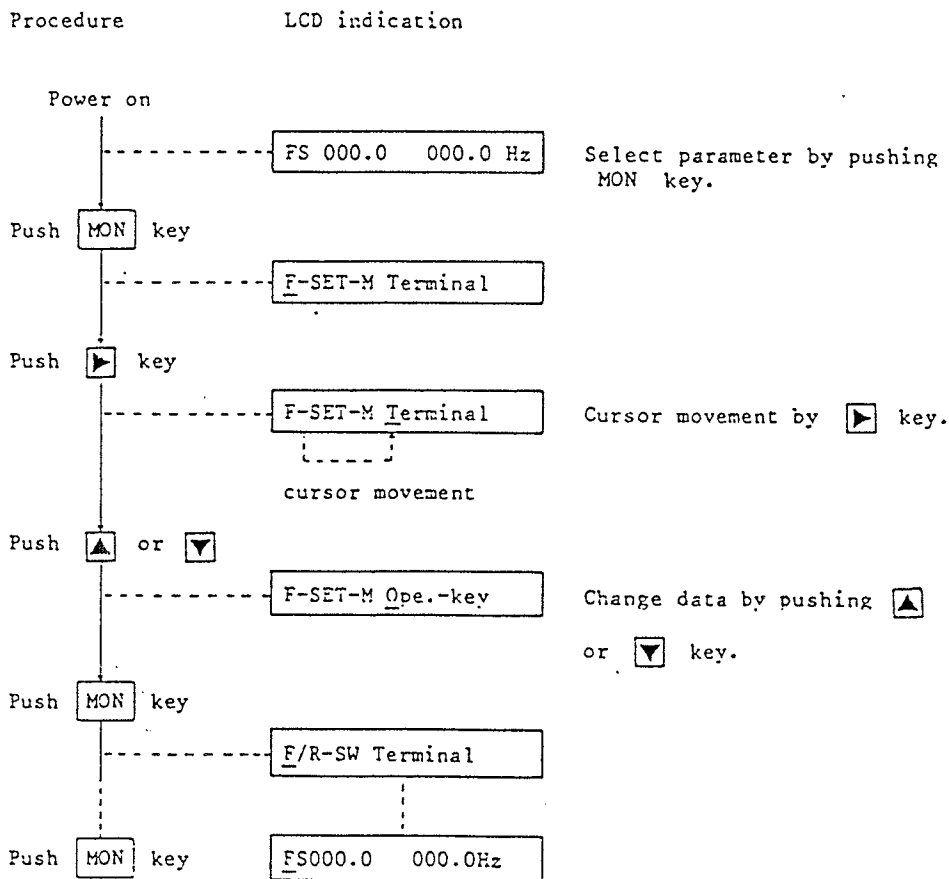 Procedure LCD indication
Power on
FS 000.0 000.0 Hz Select parameter by pushing
MON key.
Push MON key
F-SET-M Terminal
Push key
F-SET-M Terminal Cursor movement by key.
cursor movement
Push or
F-SET-M Ope.-key Change data by pushing
or key.
Push MON key
F/R-SW Terminal
Push MON key FS000.0 000.0Hz